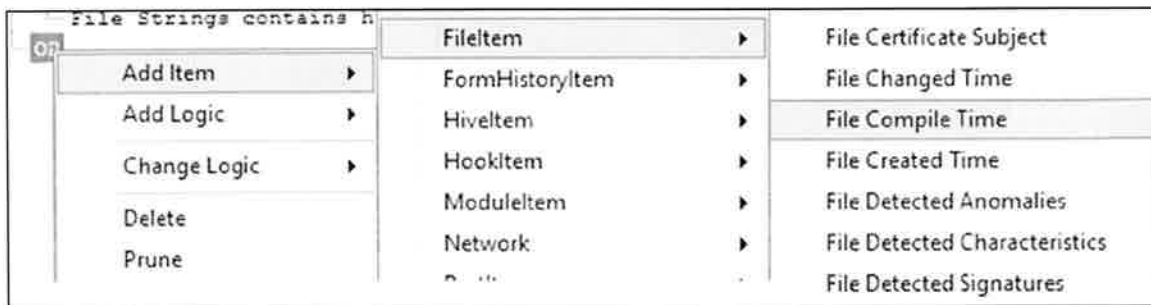 File Strings contains h
Add Item
Add Logic
Change Logic
Delete
Prune
FileItem
FormHistoryItem
HiveItem
HookItem
ModuleItem
Network
File Certificate Subject
File Changed Time
File Compile Time
File Created Time
File Detected Anomalies
File Detected Characteristics
File Detected Signatures